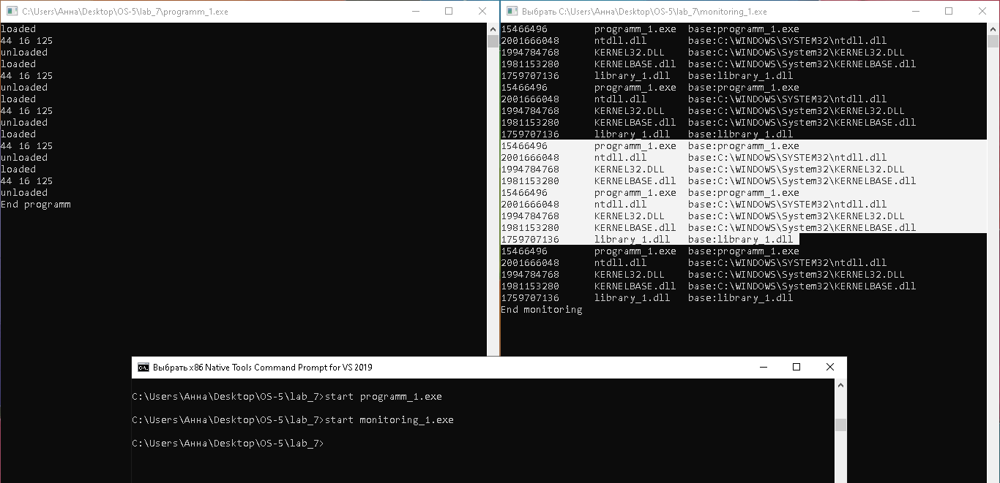 C:\Users\Анна\Desktop\OS-5\lab_7\programm_1.exe
loaded
44 16 125
unloaded
loaded
44 16 125
unloaded
loaded
44 16 125
unloaded
loaded
44 16 125
unloaded
loaded
44 16 125
unloaded
End programm
Выбрать C:\Users\Анна\Desktop\OS-5\lab_7\monitoring_1.exe
15466496 programm_1.exe base:programm_1.exe
2001666048 ntdll.dll base:C:\WINDOWS\SYSTEM32\ntdll.dll
1994784768 KERNEL32.DLL base:C:\WINDOWS\System32\KERNEL32.DLL
1981153280 KERNELBASE.dll base:C:\WINDOWS\System32\KERNELBASE.dll
1759707136 library_1.dll base:library_1.dll
15466496 programm_1.exe base:programm_1.exe
2001666048 ntdll.dll base:C:\WINDOWS\SYSTEM32\ntdll.dll
1994784768 KERNEL32.DLL base:C:\WINDOWS\System32\KERNEL32.DLL
1981153280 KERNELBASE.dll base:C:\WINDOWS\System32\KERNELBASE.dll
1759707136 library_1.dll base:library_1.dll
15466496 programm_1.exe base:programm_1.exe
2001666048 ntdll.dll base:C:\WINDOWS\SYSTEM32\ntdll.dll
1994784768 KERNEL32.DLL base:C:\WINDOWS\System32\KERNEL32.DLL
1981153280 KERNELBASE.dll base:C:\WINDOWS\System32\KERNELBASE.dll
15466496 programm_1.exe base:programm_1.exe
2001666048 ntdll.dll base:C:\WINDOWS\SYSTEM32\ntdll.dll
1994784768 KERNEL32.DLL base:C:\WINDOWS\System32\KERNEL32.DLL
1981153280 KERNELBASE.dll base:C:\WINDOWS\System32\KERNELBASE.dll
1759707136 library_1.dll base:library_1.dll
15466496 programm_1.exe base:programm_1.exe
2001666048 ntdll.dll base:C:\WINDOWS\SYSTEM32\ntdll.dll
1994784768 KERNEL32.DLL base:C:\WINDOWS\System32\KERNEL32.DLL
1981153280 KERNELBASE.dll base:C:\WINDOWS\System32\KERNELBASE.dll
1759707136 library_1.dll base:library_1.dll
End monitoring
Выбрать x86 Native Tools Command Prompt for VS 2019
C:\Users\Анна\Desktop\OS-5\lab_7>start programm_1.exe
C:\Users\Анна\Desktop\OS-5\lab_7>start monitoring_1.exe
C:\Users\Анна\Desktop\OS-5\lab_7>